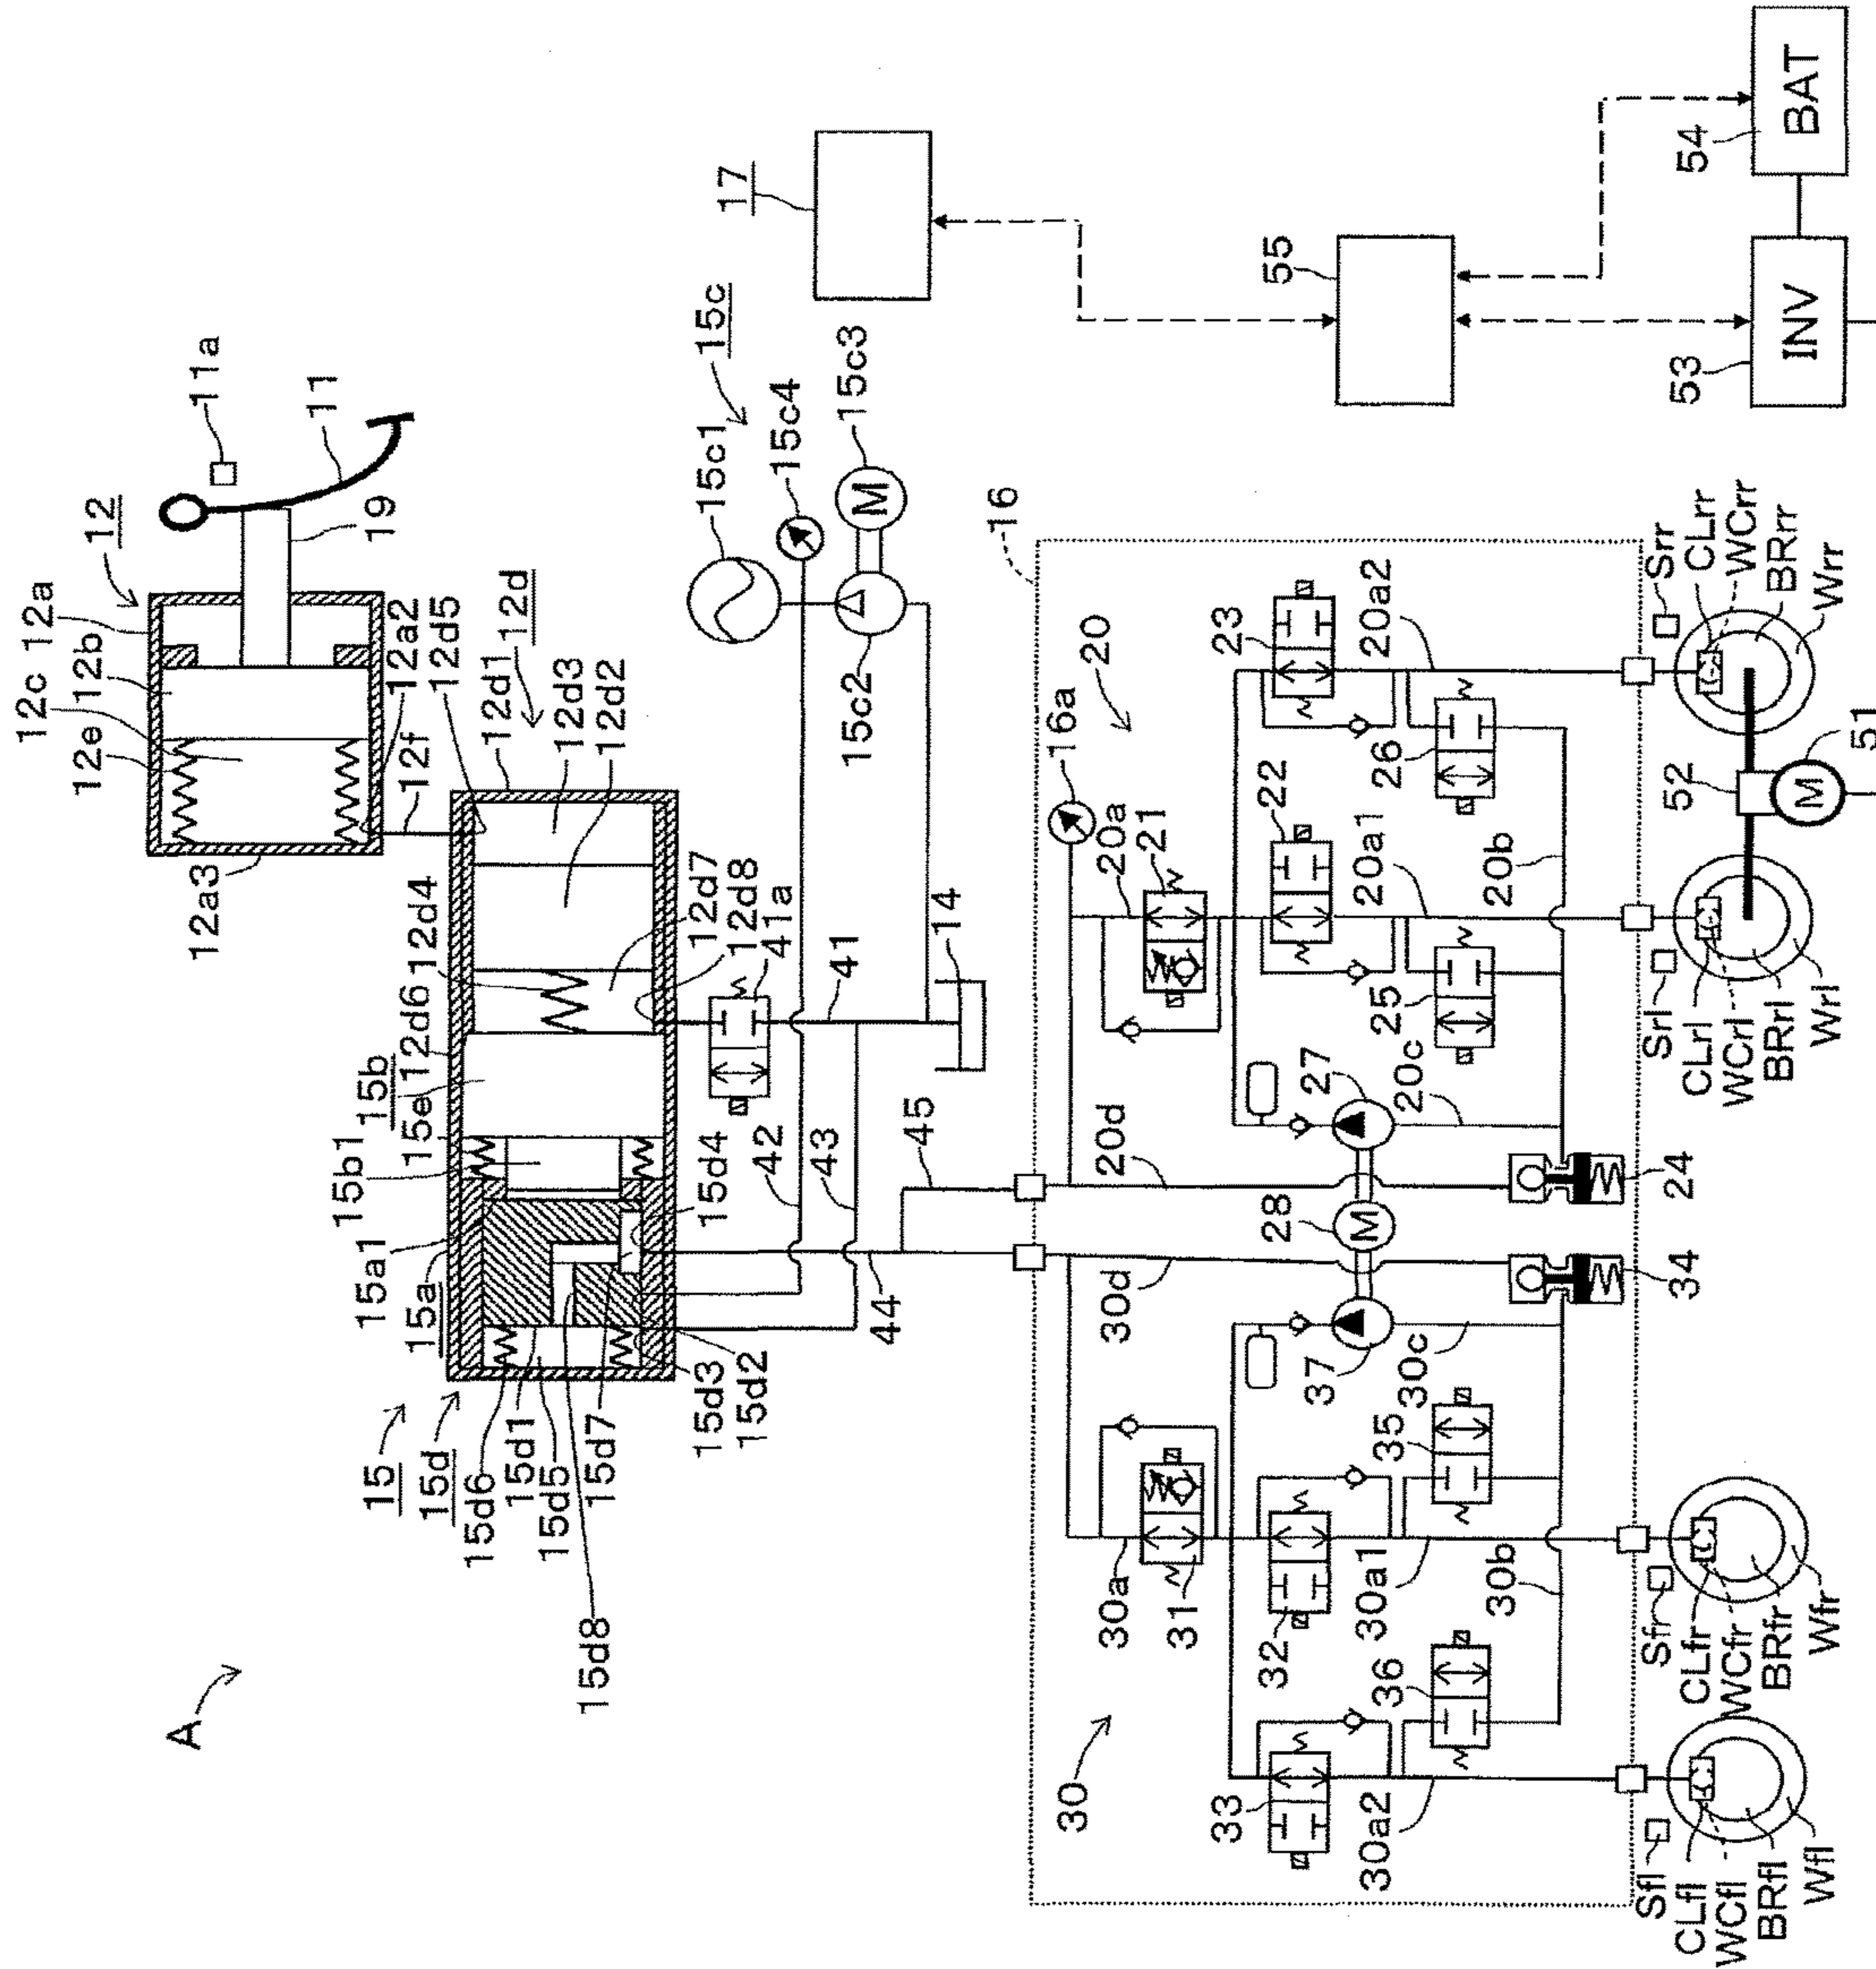 A
15
15d
15d6
15d1
15d5
15d7
15d8
15d3
15d2
15a
15a1
15b1
15e
15b
12d6
12d4
12a3
12e
12c
12b
12a
12
11a
11
19
12a2
12d5
12f
12d1
12d
12d3
12d2
12d7
12d8
41a
41
14
42
43
15d4
44
45
15c
15c1
15c4
15c3
M
15c2
17
55
54
BAT
53
INV
16
20
16a
20a
21
22
23
20a2
26
20a1
25
20b
27
20c
20d
24
28
M
34
30d
37
30c
30
30a
31
32
33
35
36
30a1
30a2
30b
Srr
CLrr
WCrr
BRrr
Wrr
51
52
M
Srl
CLrl
WCrl
BRrl
Wrl
Sfr
CLfr
WCfr
BRfr
Wfr
Sfl
CLfl
WCfl
BRfl
Wfl